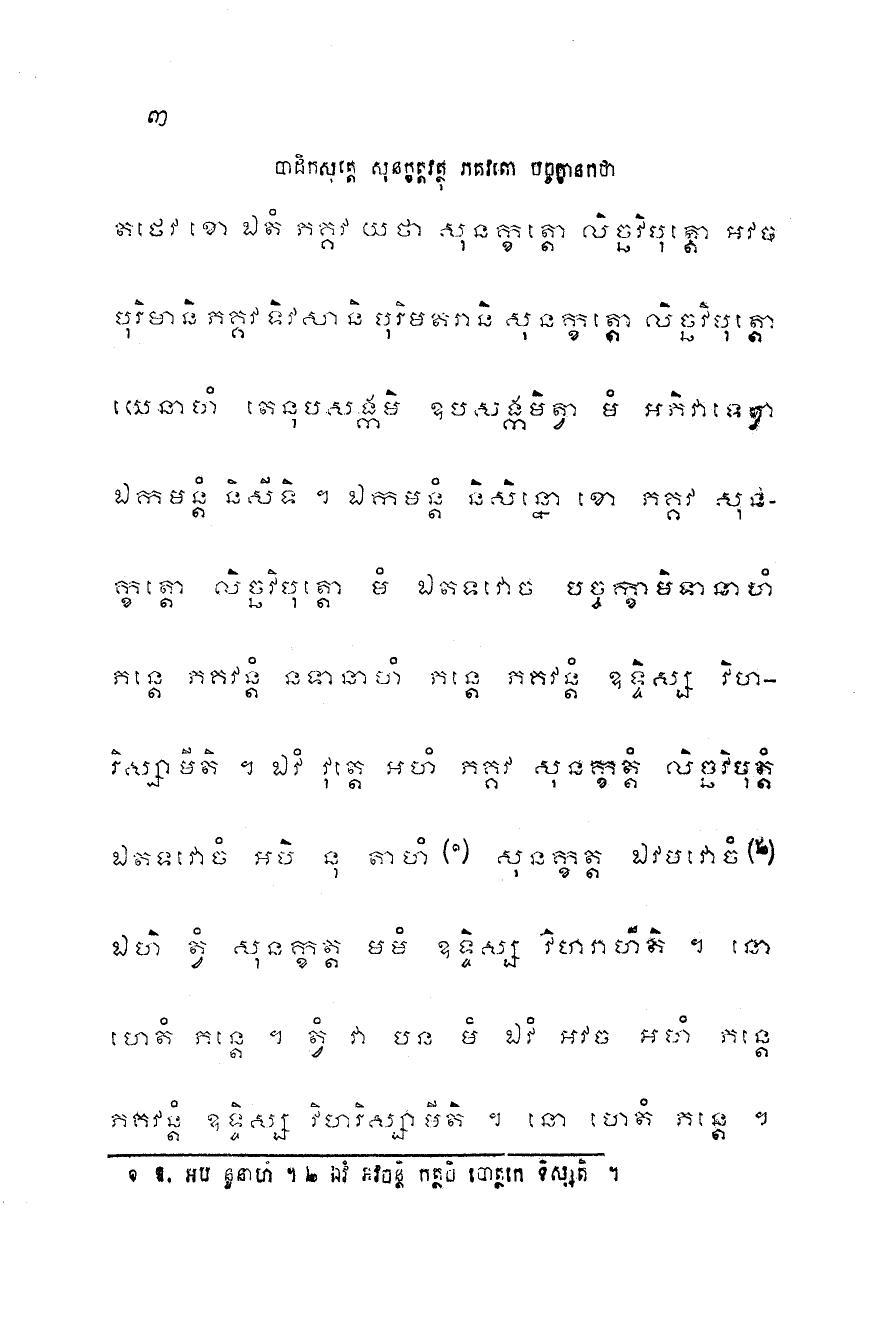 ៣
បាដិកសុត្តេ សុនក្ខត្តវត្ថុ ភគវតោ បច្ចក្ខានកថា
តថេវ ខោ ឯតំ ភគ្គវ យថា សុនក្ខត្តោ លិច្ឆវិបុត្តោ អវច
បុរិមានិ ភគ្គវ ទិវសានិ បុរិមតរានិ សុនក្ខត្តោ លិច្ឆវិបុត្តោ
យេនាហំ តេនុបសង្កមិ ឧបសង្កមិត្វា មំ អភិវាទេត្វា
ឯកមន្តំ និសីទិ ។ ឯកមន្តំ និសិន្នោ ខោ ភគ្គវ សុន-
ក្ខត្តោ លិច្ឆវិបុត្តោ មំ ឯតទវោច បច្ចក្ខាមិទានាហំ
ភន្តេ ភគវន្តំ នទានាហំ ភន្តេ ភគវន្តំ ឧទ្ទិស្ស វិហ-
រិស្សាមីតិ ។ ឯវំ វុត្តេ អហំ ភគ្គវ សុនក្ខត្តំ លិច្ឆវិបុត្តំ
ឯតទវោចំ អបិ នុ តាហំ (១) សុនក្ខត្ត ឯវមវោចំ (២)
ឯហិ ត្វំ សុនក្ខត្ត មមំ ឧទ្ទិស្ស វិហរាហីតិ ។ នោ
ហេតំ ភន្តេ ។ ត្វំ វា បន មំ ឯវំ អវច អហំ ភន្តេ
ភគវន្តំ ឧទ្ទិស្ស វិហរិស្សាមីតិ ។ នោ ហេតំ ភន្តេ ។
១ ឱ. អបិ នូនាហំ ។ ២ ឯវំ អវចន្តិ កត្ថចិ បោត្ថកេ ទិស្សតិ ។